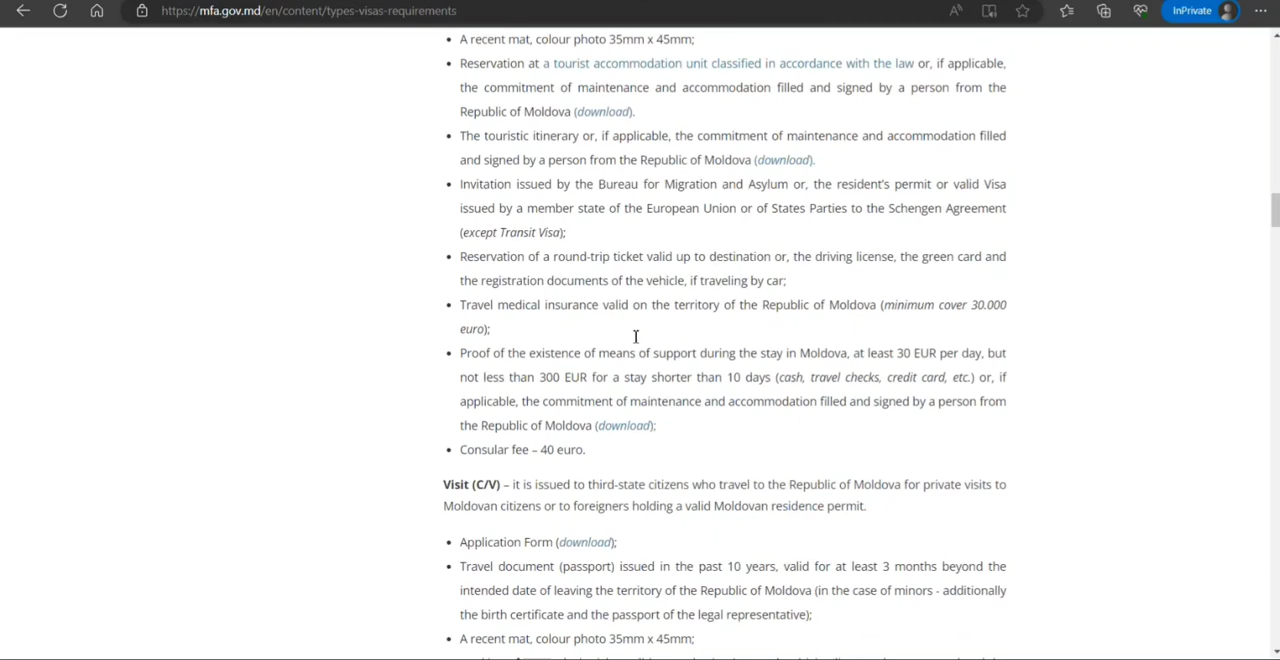 https://mfa.gov.md/en/content/types-visas-requirements
InPrivate
A recent mat, colour photo 35mm x 45mm;
Reservation at a tourist accommodation unit classified in accordance with the law or, if applicable,
the commitment of maintenance and accommodation filled and signed by a person from the
Republic of Moldova (download).
The touristic itinerary or, if applicable, the commitment of maintenance and accommodation filled
and signed by a person from the Republic of Moldova (download).
Invitation issued by the Bureau for Migration and Asylum or, the resident's permit or valid Visa
issued by a member state of the European Union or of States Parties to the Schengen Agreement
(except Transit Visa);
Reservation of a round-trip ticket valid up to destination or, the driving license, the green card and
the registration documents of the vehicle, if traveling by car;
Travel medical insurance valid on the territory of the Republic of Moldova (minimum cover 30.000
euro);
Proof of the existence of means of support during the stay in Moldova, at least 30 EUR per day, but
not less than 300 EUR for a stay shorter than 10 days (cash, travel checks, credit card, etc.) or, if
applicable, the commitment of maintenance and accommodation filled and signed by a person from
the Republic of Moldova (download);
Consular fee – 40 euro.
Visit (C/V) – it is issued to third-state citizens who travel to the Republic of Moldova for private visits to
Moldovan citizens or to foreigners holding a valid Moldovan residence permit.
Application Form (download);
Travel document (passport) issued in the past 10 years, valid for at least 3 months beyond the
intended date of leaving the territory of the Republic of Moldova (in the case of minors - additionally
the birth certificate and the passport of the legal representative);
A recent mat, colour photo 35mm x 45mm;